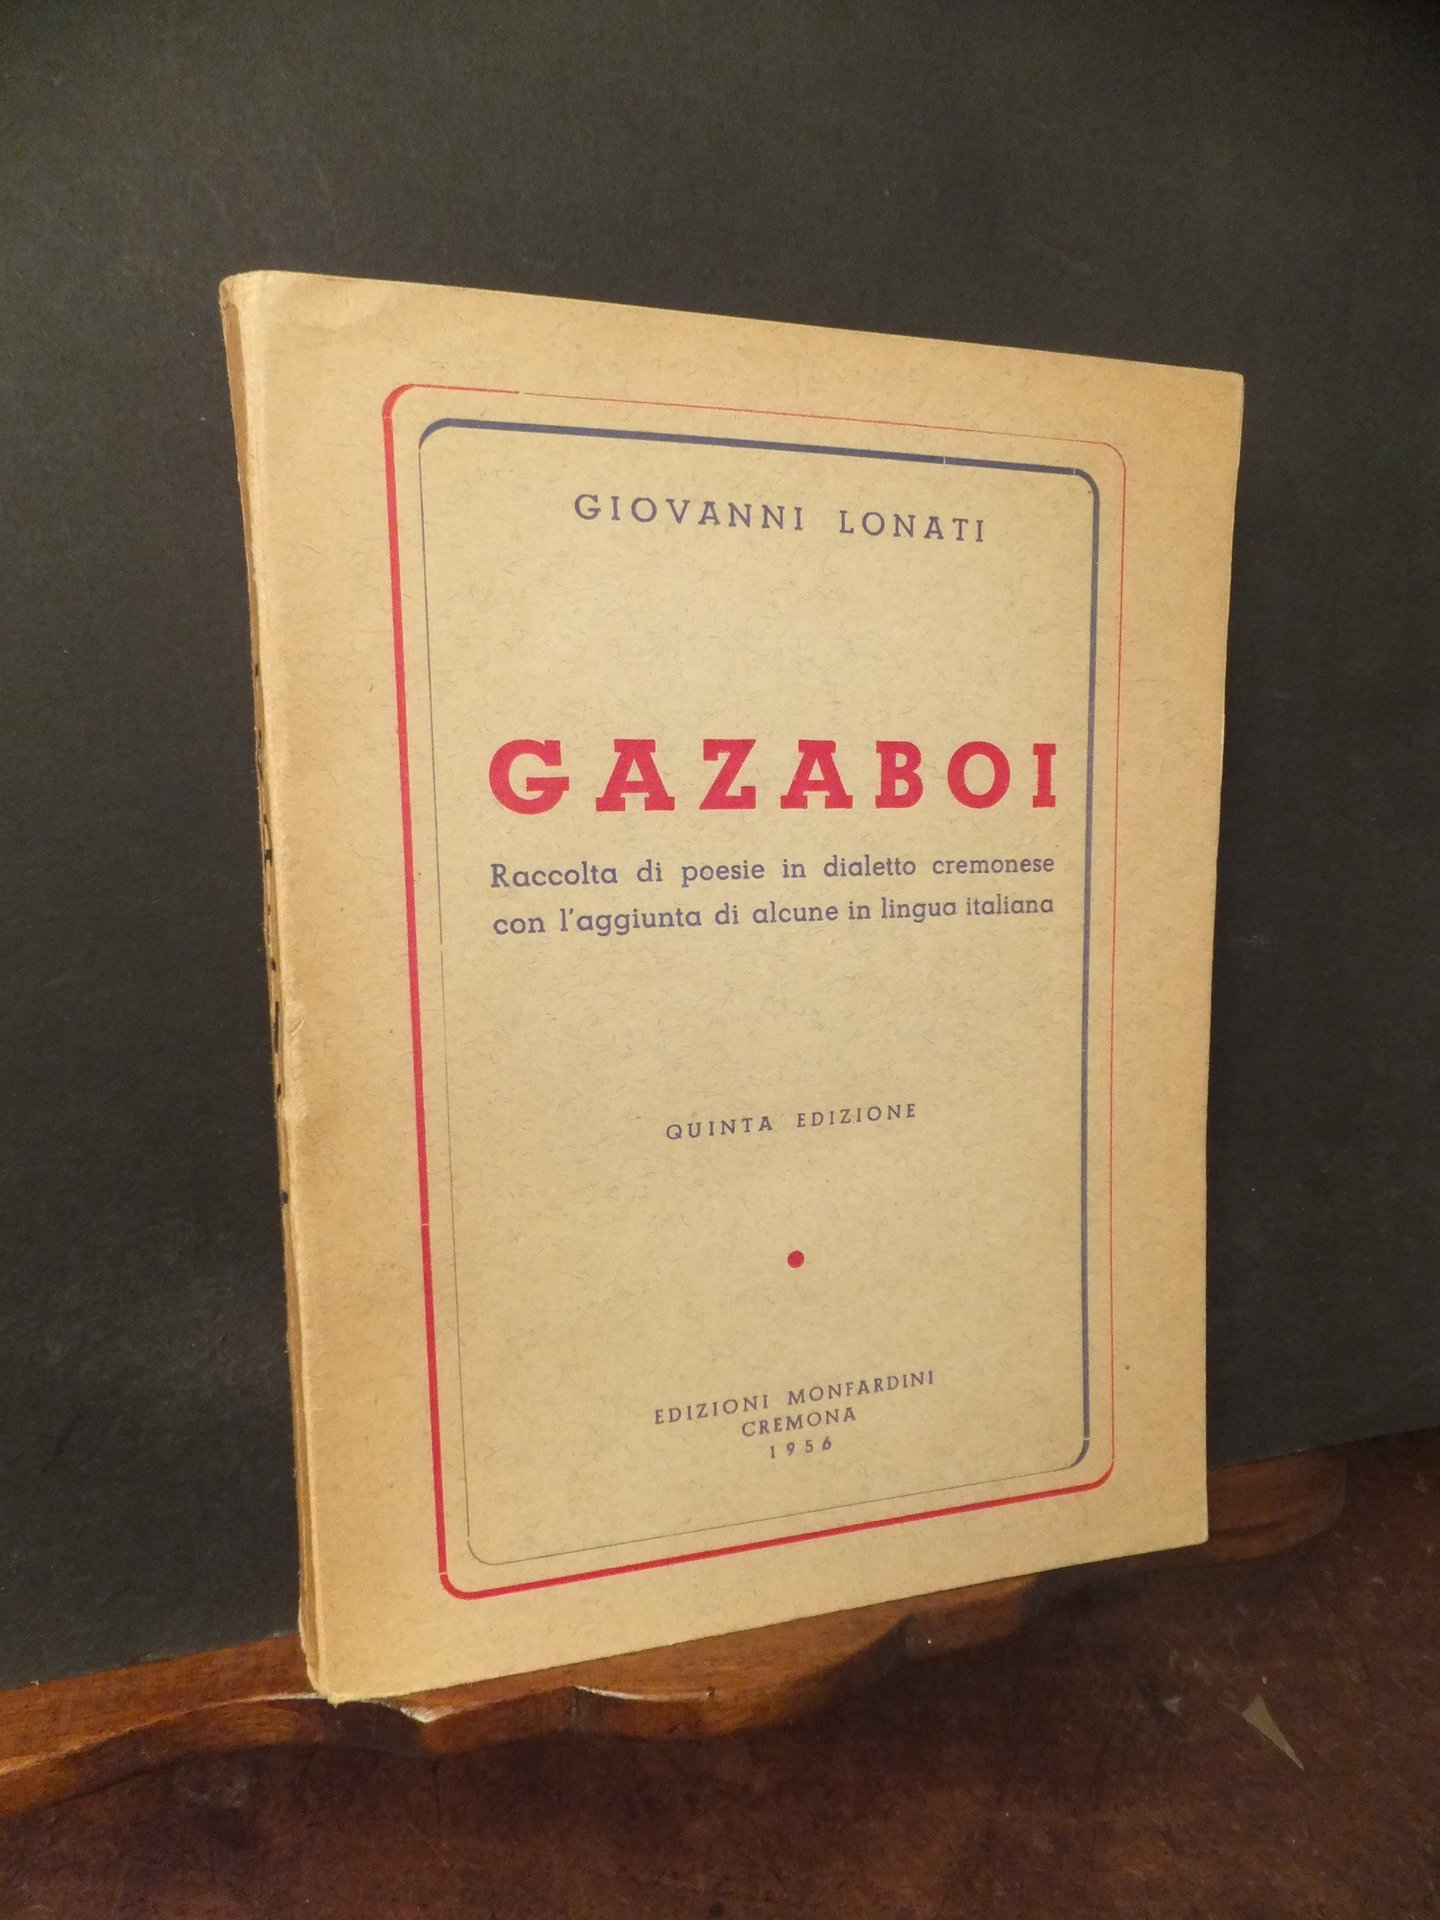 GIOVANNI LONATI
GAZABOI
Raccolta di poesie in dialetto cremonese
con l'aggiunta di alcune in lingua italiana
QUINTA EDIZIONE
EDIZIONI MONFARDINI
CREMONA
1956